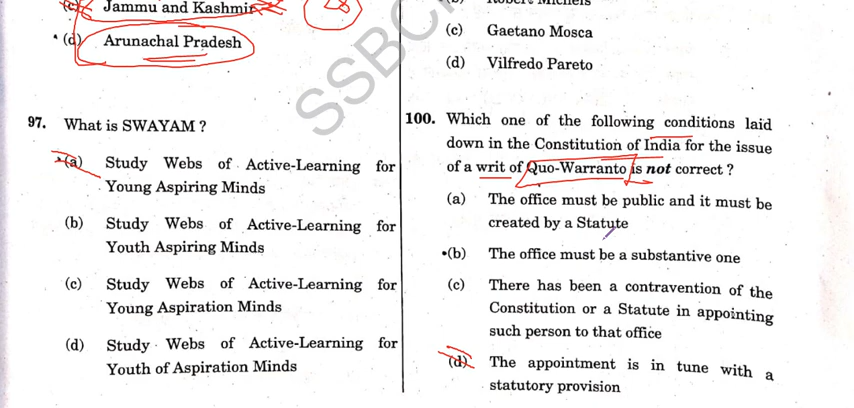 Jammu and Kashmir
(d) Arunachal Pradesh
97. What is SWAYAM ?
(a) Study Webs of Active-Learning for
Young Aspiring Minds
(b) Study Webs of Active-Learning for
Youth Aspiring Minds
(c) Study Webs of Active-Learning for
Young Aspiration Minds
(d) Study Webs of Active-Learning for
Youth of Aspiration Minds
(c) Gaetano Mosca
(d) Vilfredo Pareto
100. Which one of the following conditions laid
down in the Constitution of India for the issue
of a writ of Quo-Warranto is not correct ?
(a) The office must be public and it must be
created by a Statute
(b) The office must be a substantive one
(c) There has been a contravention of the
Constitution or a Statute in appointing
such person to that office
(d) The appointment is in tune with a
statutory provision